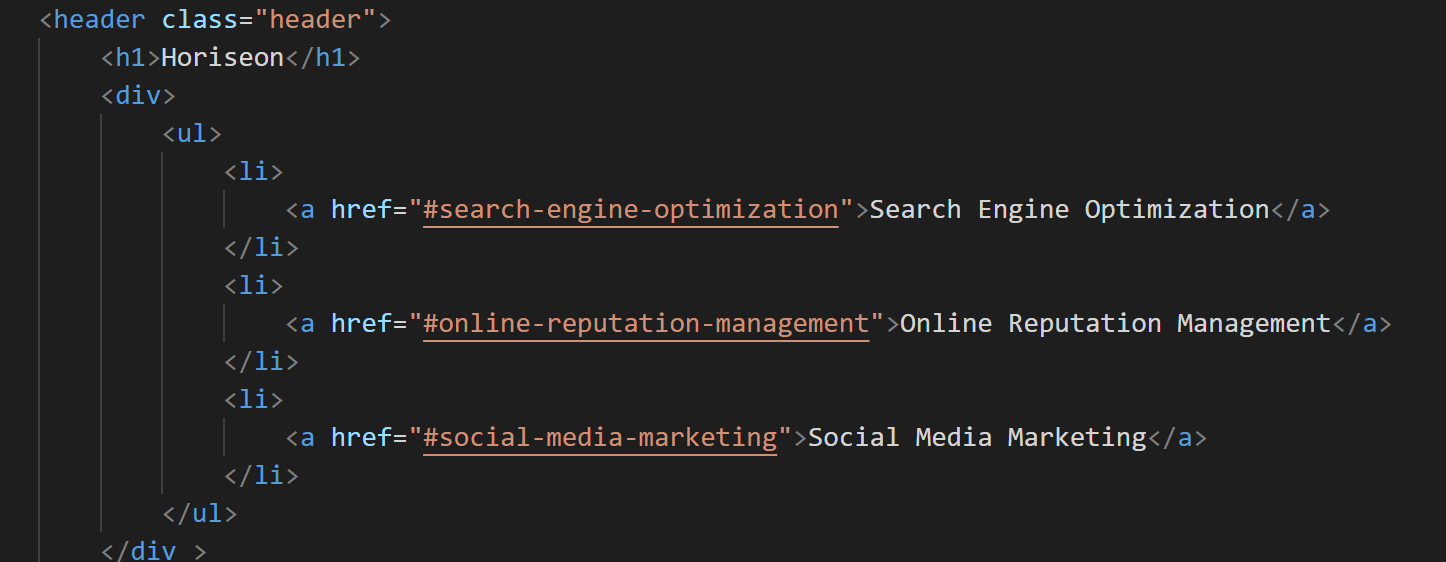 <header class="header">
<h1>Horiseon</h1>
<div>
<ul>
<li>
<a href="#search-engine-optimization">Search Engine Optimization</a>
</li>
<li>
<a href="#online-reputation-management">Online Reputation Management</a>
</li>
<li>
<a href="#social-media-marketing">Social Media Marketing</a>
</li>
</ul>
</div >